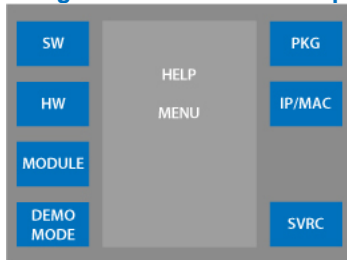 SW
HELP
MENU
PKG
HW
IP/MAC
MODULE
DEMO
MODE
SVRC